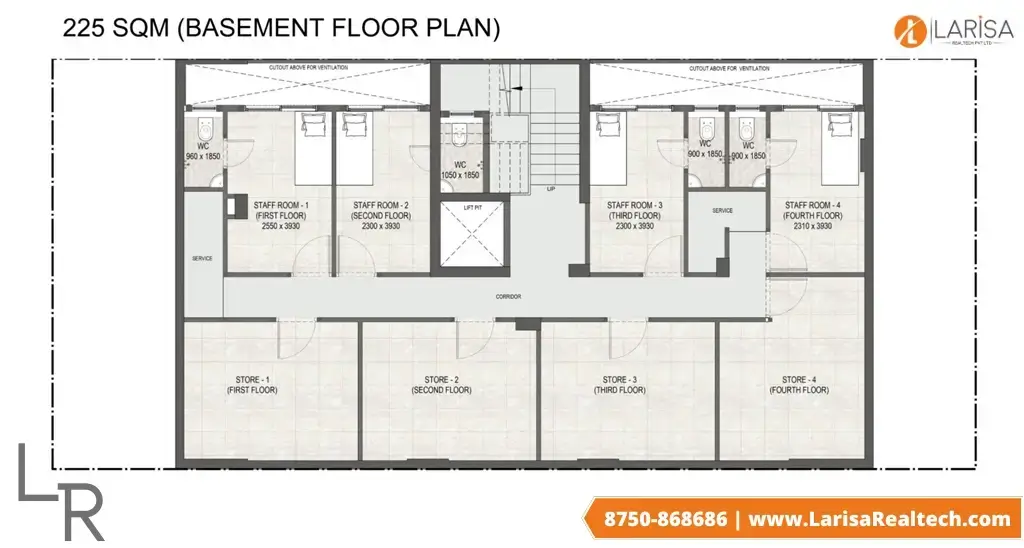 225 SQM (BASEMENT FLOOR PLAN)
LARISA
REALTECH PVT LTD
CUTOUT ABOVE FOR VENTILATION
CUTOUT ABOVE FOR VENTILATION
WC
960 x 1850
STAFF ROOM - 1
(FIRST FLOOR)
2550 x 3930
STAFF ROOM - 2
(SECOND FLOOR)
2300 x 3930
WC
1050 x 1850
UP
LIFT PIT
STAFF ROOM - 3
(THIRD FLOOR)
2300 x 3930
WC
900 x 1850
WC
900 x 1850
SERVICE
STAFF ROOM - 4
(FOURTH FLOOR)
2310 x 3930
SERVICE
CORRIDOR
STORE - 1
(FIRST FLOOR)
STORE - 2
(SECOND FLOOR)
STORE - 3
(THIRD FLOOR)
STORE - 4
(FOURTH FLOOR)
LR
8750-868686 | www.LarisaRealtech.com